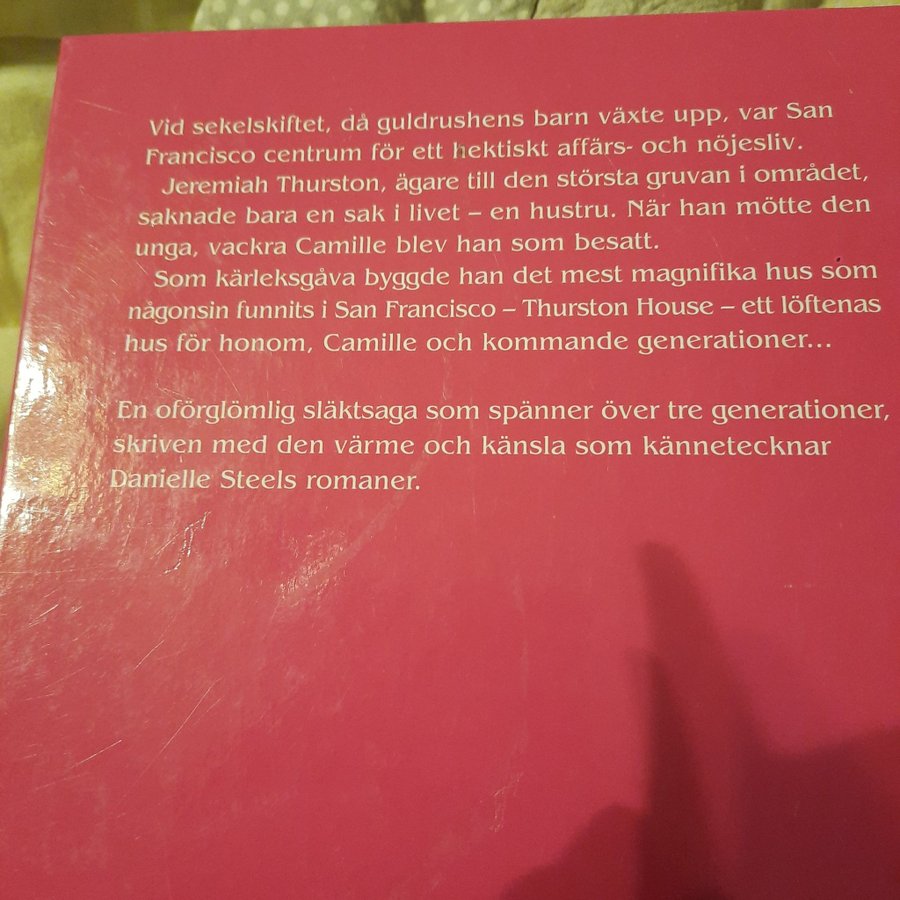 Vid sekelskiftet, då guldrushens barn växte upp, var San
Francisco centrum för ett hektiskt affärs- och nöjesliv.
Jeremiah Thurston, ägare till den största gruvan i området,
saknade bara en sak i livet – en hustru. När han mötte den
unga, vackra Camille blev han som besatt.
Som kärleksgåva byggde han det mest magnifika hus som
någonsin funnits i San Francisco – Thurston House – ett löftenas
hus för honom, Camille och kommande generationer...
En oförglömlig släktsaga som spänner över tre generationer,
skriven med den värme och känsla som kännetecknar
Danielle Steels romaner.